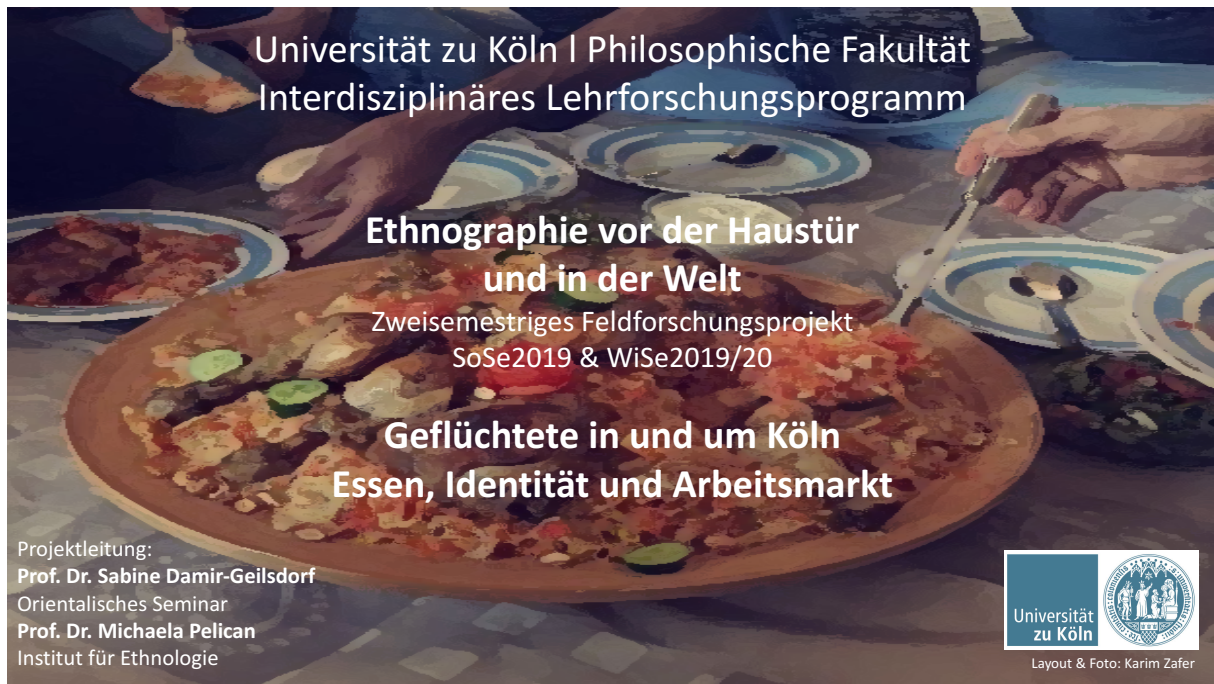 Universität zu Köln l Philosophische Fakultät
Interdisziplinäres Lehrforschungsprogramm
Ethnographie vor der Haustür
und in der Welt
Zweisemestriges Feldforschungsprojekt
SoSe2019 & WiSe2019/20
Geflüchtete in und um Köln
Essen, Identität und Arbeitsmarkt
Projektleitung:
Prof. Dr. Sabine Damir-Geilsdorf
Orientalisches Seminar
Prof. Dr. Michaela Pelican
Institut für Ethnologie
Universität
zu Köln
Layout & Foto: Karim Zafer